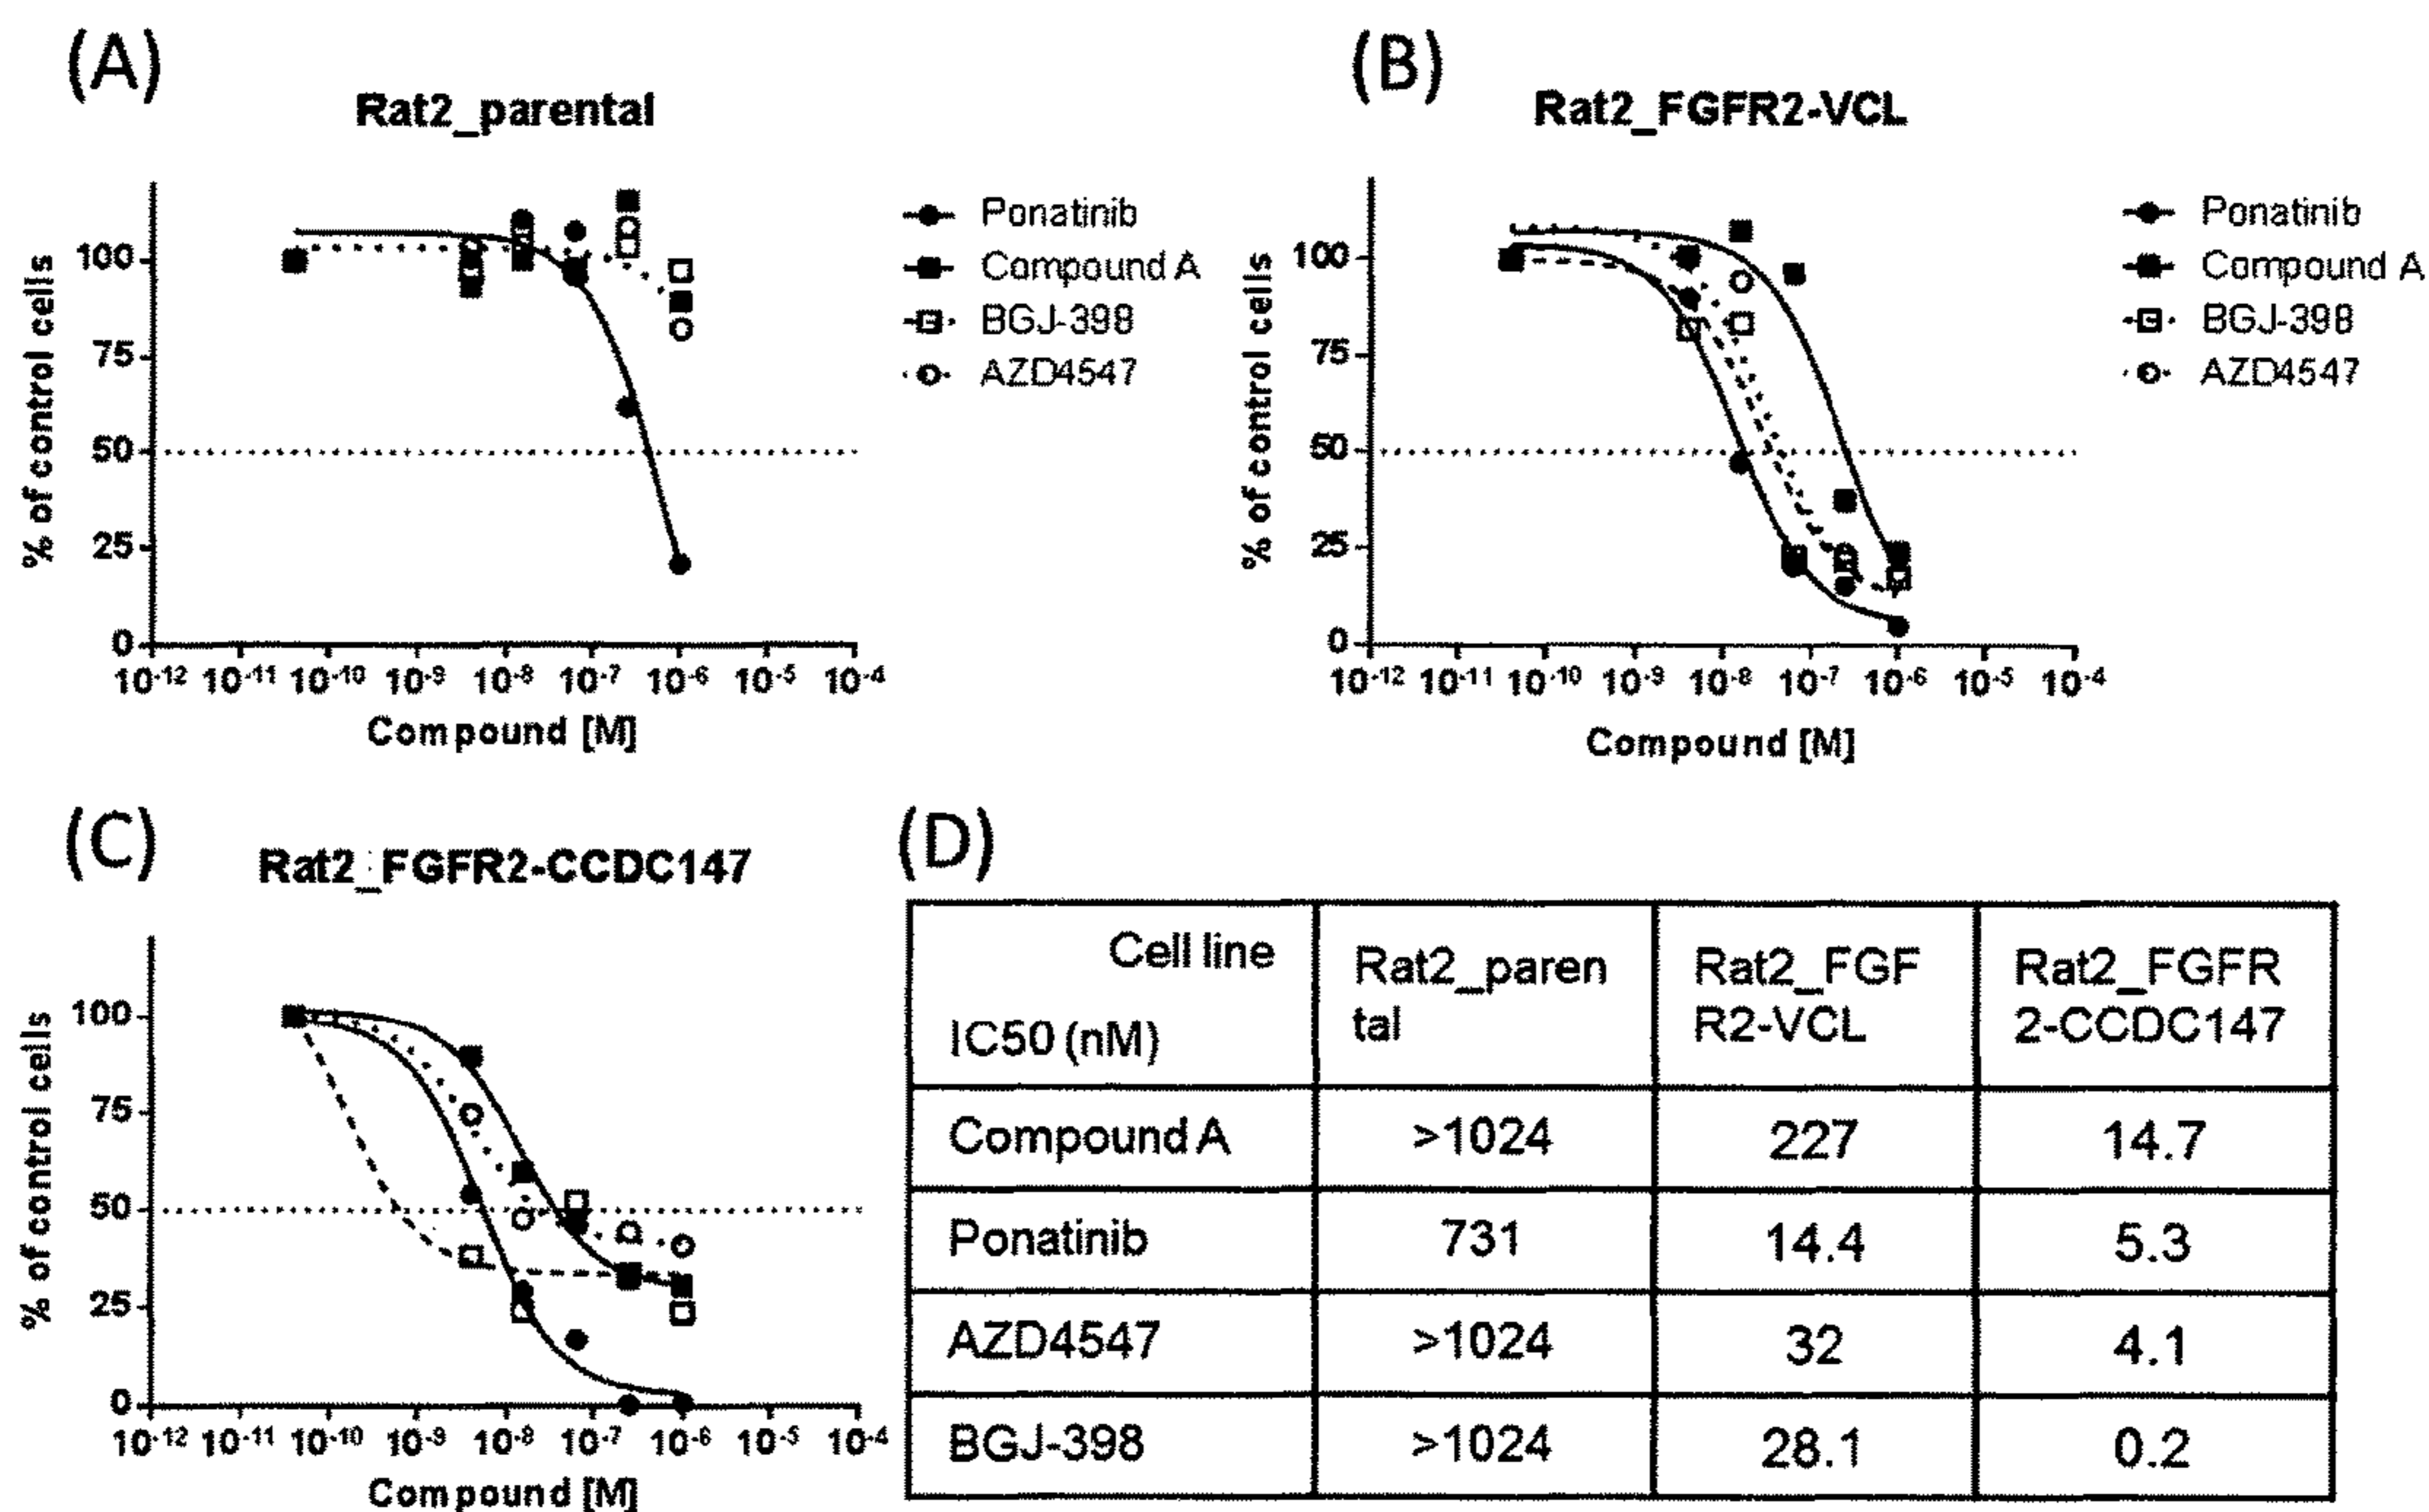 (A)
Rat2_parental
% of control cells
100
75
50
25
0
10-12 10-11 10-10 10-9 10-8 10-7 10-6 10-5 10-4
Compound [M]
Ponatinib
Compound A
BGJ-398
AZD4547
(B)
Rat2_FGFR2-VCL
% of control cells
100
75
50
25
0
10-12 10-11 10-10 10-9 10-8 10-7 10-6 10-5 10-4
Compound [M]
Ponatinib
Compound A
BGJ-398
AZD4547
(C)
Rat2_FGFR2-CCDC147
% of control cells
100
75
50
25
0
10-12 10-11 10-10 10-9 10-8 10-7 10-6 10-5 10-4
Compound [M]
(D)
Cell line
IC50 (nM)
Rat2_paren
tal
Rat2_FGF
R2-VCL
Rat2_FGFR
2-CCDC147
Compound A >1024 227 14.7
Ponatinib 731 14.4 5.3
AZD4547 >1024 32 4.1
BGJ-398 >1024 28.1 0.2